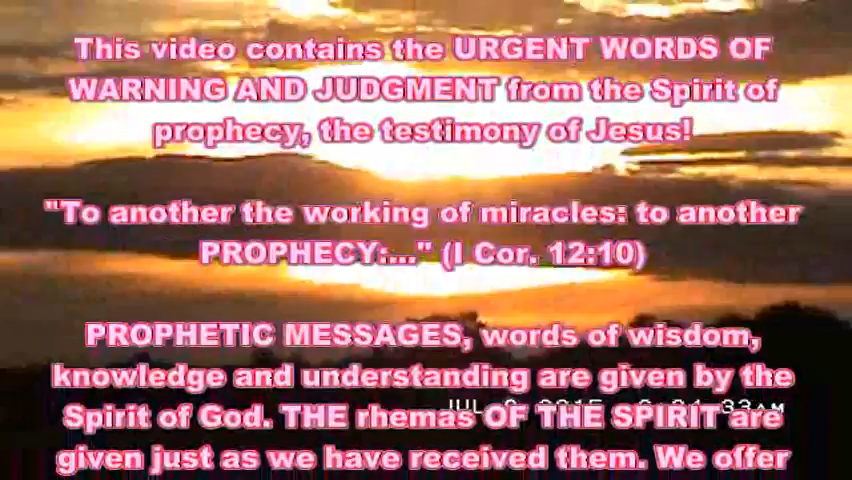 This video contains the URGENT WORDS OF
WARNING AND JUDGMENT from the Spirit of
prophecy, the testimony of Jesus!
"To another the working of miracles: to another
PROPHECY:..." (I Cor. 12:10)
PROPHETIC MESSAGES, words of wisdom,
knowledge and understanding are given by the
Spirit of God. THE rhemas OF THE SPIRIT are
given just as we have received them. We offer
JUL